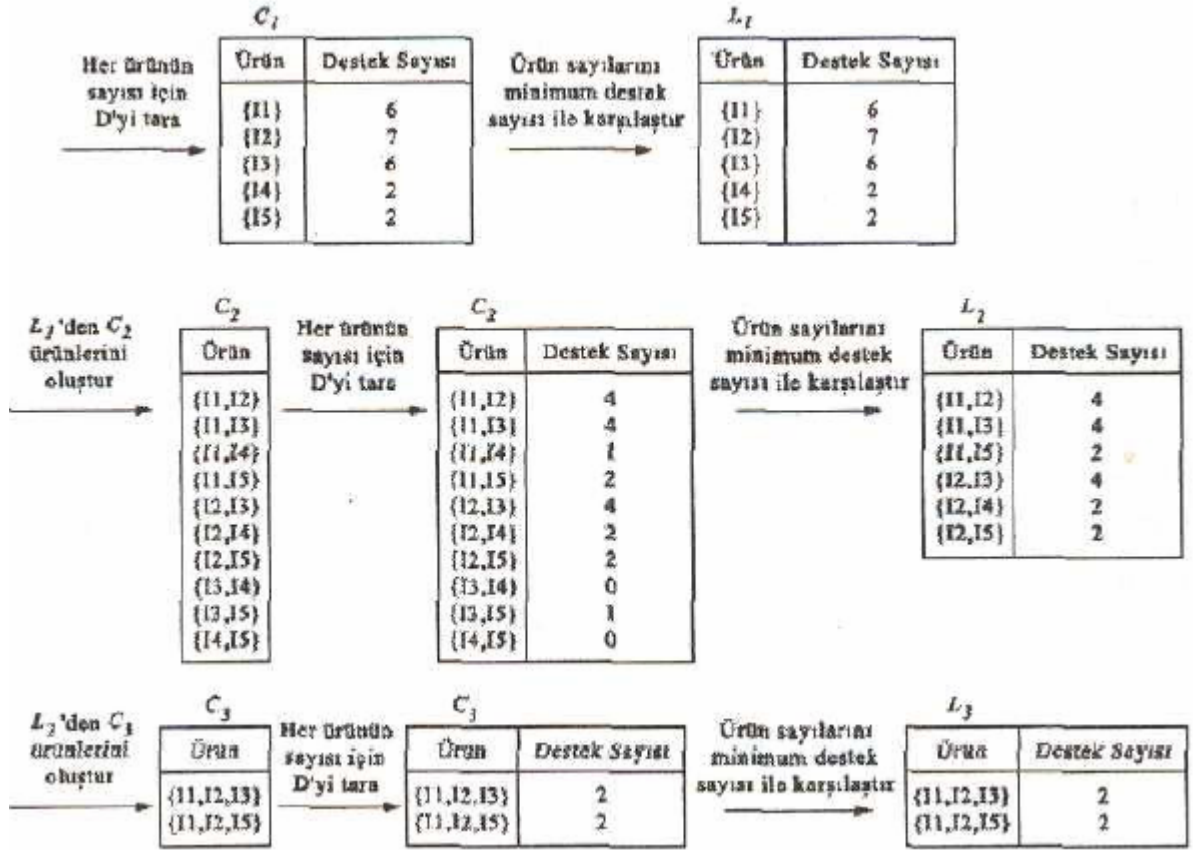 C1
L1
Her ürünün
sayısı için
D'yi tara
Ürün Destek Sayısı
{I1} 6
{I2} 7
{I3} 6
{I4} 2
{I5} 2
Ürün sayılarını
minimum destek
sayısı ile karşılaştır
Ürün Destek Sayısı
{I1} 6
{I2} 7
{I3} 6
{I4} 2
{I5} 2
L1'den C2
ürünlerini
oluştur
C2
Ürün
{I1,I2}
{I1,I3}
{I1,I4}
{I1,I5}
{I2,I3}
{I2,I4}
{I2,I5}
{I3,I4}
{I3,I5}
{I4,I5}
Her ürünün
sayısı için
D'yi tara
C2
Ürün Destek Sayısı
{I1,I2} 4
{I1,I3} 4
{I1,I4} 1
{I1,I5} 2
{I2,I3} 4
{I2,I4} 2
{I2,I5} 2
{I3,I4} 0
{I3,I5} 1
{I4,I5} 0
Ürün sayılarını
minimum destek
sayısı ile karşılaştır
L2
Ürün Destek Sayısı
{I1,I2} 4
{I1,I3} 4
{I1,I5} 2
{I2,I3} 4
{I2,I4} 2
{I2,I5} 2
L2'den C3
ürünlerini
oluştur
C3
Ürün
{I1,I2,I3}
{I1,I2,I5}
Her ürünün
sayısı için
D'yi tara
C3
Ürün Destek Sayısı
{I1,I2,I3} 2
{I1,I2,I5} 2
Ürün sayılarını
minimum destek
sayısı ile karşılaştır
L3
Ürün Destek Sayısı
{I1,I2,I3} 2
{I1,I2,I5} 2